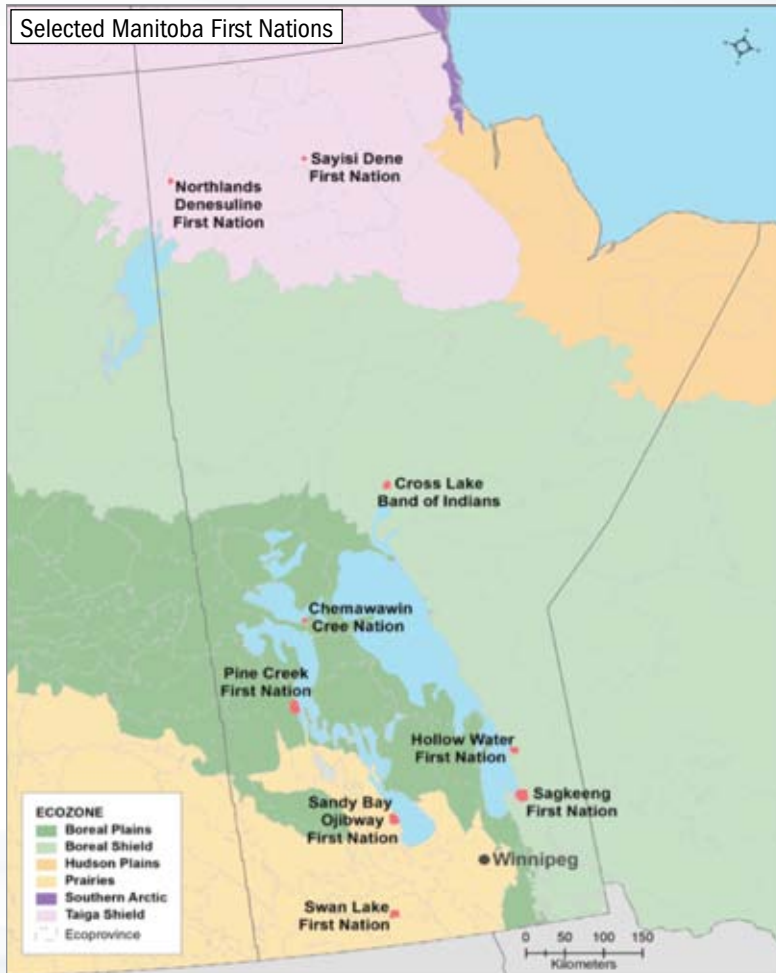 Selected Manitoba First Nations
Sayisi Dene
First Nation
Northlands
Denesuline
First Nation
Cross Lake
Band of Indians
Chemawawin
Cree Nation
Pine Creek
First Nation
Hollow Water
First Nation
Sagkeeng
First Nation
Sandy Bay
Ojibway
First Nation
Winnipeg
Swan Lake
First Nation
ECOZONE
Boreal Plains
Boreal Shield
Hudson Plains
Prairies
Southern Arctic
Taiga Shield
Ecoprovince
0 50 100 150
Kilometers